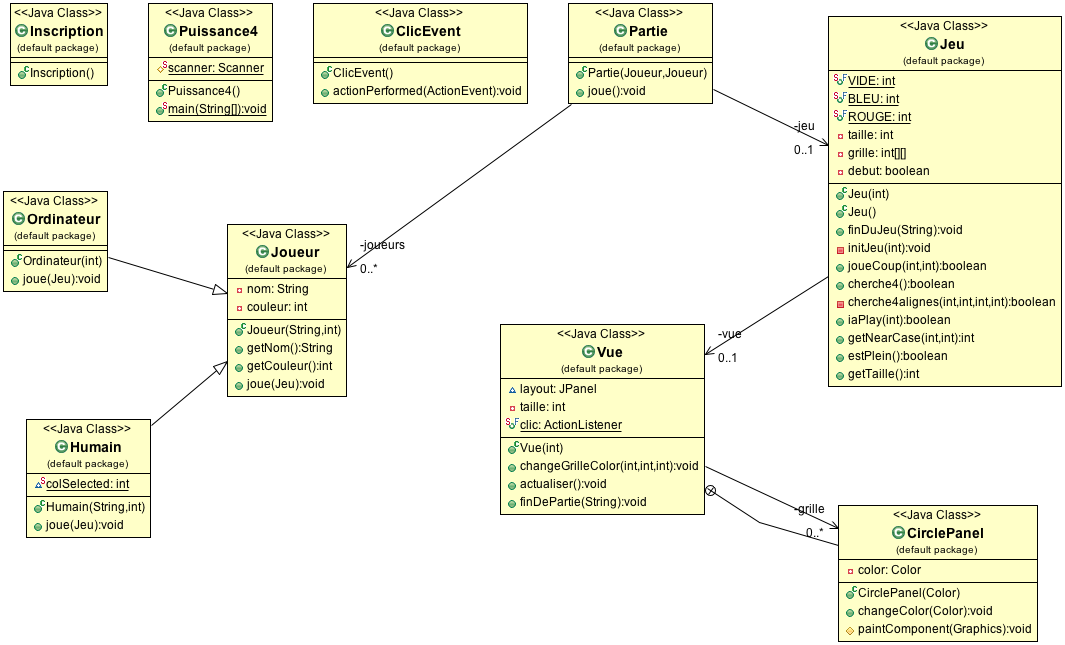 <<Java Class>>
Inscription
(default package)
Inscription()
<<Java Class>>
Puissance4
(default package)
scanner: Scanner
Puissance4()
main(String[]):void
<<Java Class>>
ClicEvent
(default package)
ClicEvent()
actionPerformed(ActionEvent):void
<<Java Class>>
Partie
(default package)
Partie(Joueur,Joueur)
joue():void
<<Java Class>>
Jeu
(default package)
VIDE: int
BLEU: int
ROUGE: int
taille: int
grille: int[][]
debut: boolean
Jeu(int)
Jeu()
finDuJeu(String):void
initJeu(int):void
joueCoup(int,int):boolean
cherche4():boolean
cherche4alignes(int,int,int,int):boolean
iaPlay(int):boolean
getNearCase(int,int):int
estPlein():boolean
getTaille():int
-jeu
0..1
<<Java Class>>
Ordinateur
(default package)
Ordinateur(int)
joue(Jeu):void
<<Java Class>>
Joueur
(default package)
nom: String
couleur: int
Joueur(String,int)
getNom():String
getCouleur():int
joue(Jeu):void
-joueurs
0..*
<<Java Class>>
Vue
(default package)
layout: JPanel
taille: int
clic: ActionListener
Vue(int)
changeGrilleColor(int,int,int):void
actualiser():void
finDePartie(String):void
-vue
0..1
<<Java Class>>
Humain
(default package)
colSelected: int
Humain(String,int)
joue(Jeu):void
-grille
0..*
<<Java Class>>
CirclePanel
(default package)
color: Color
CirclePanel(Color)
changeColor(Color):void
paintComponent(Graphics):void